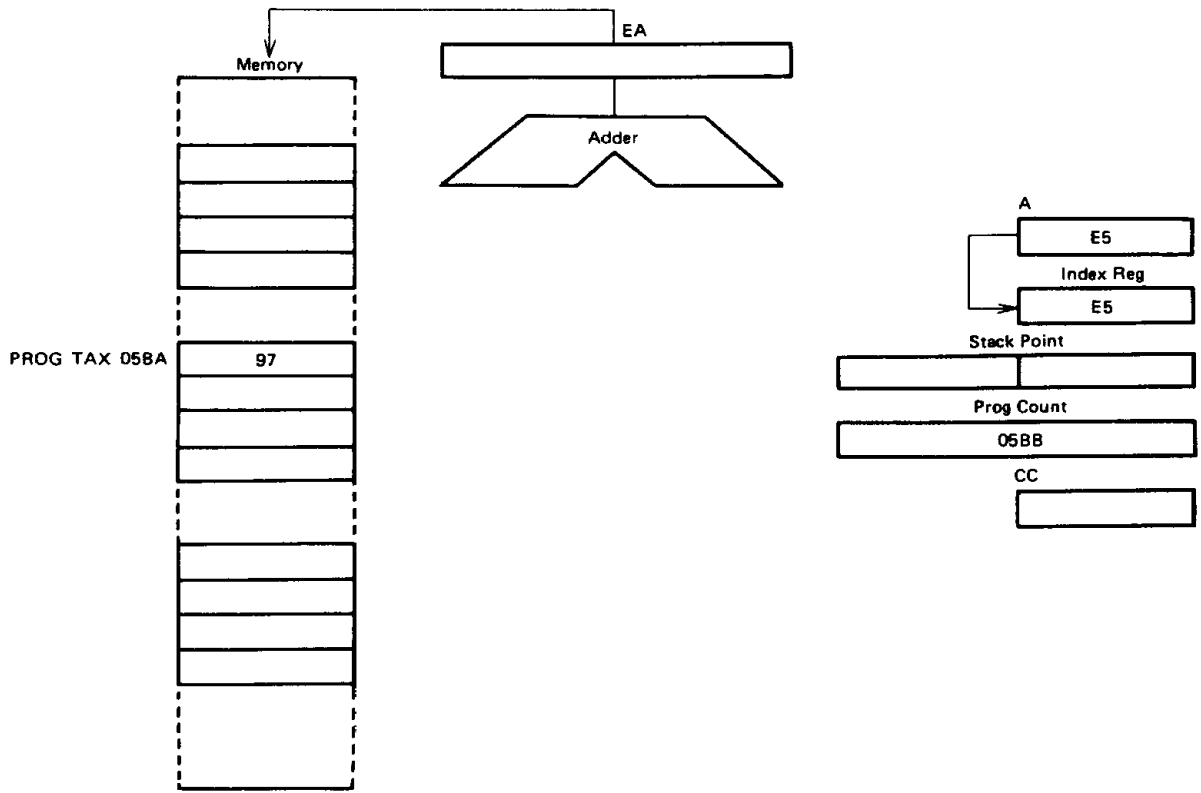 EA
Memory
Adder
A
E5
Index Reg
E5
Stack Point
PROG TAX 05BA
97
Prog Count
05BB
CC